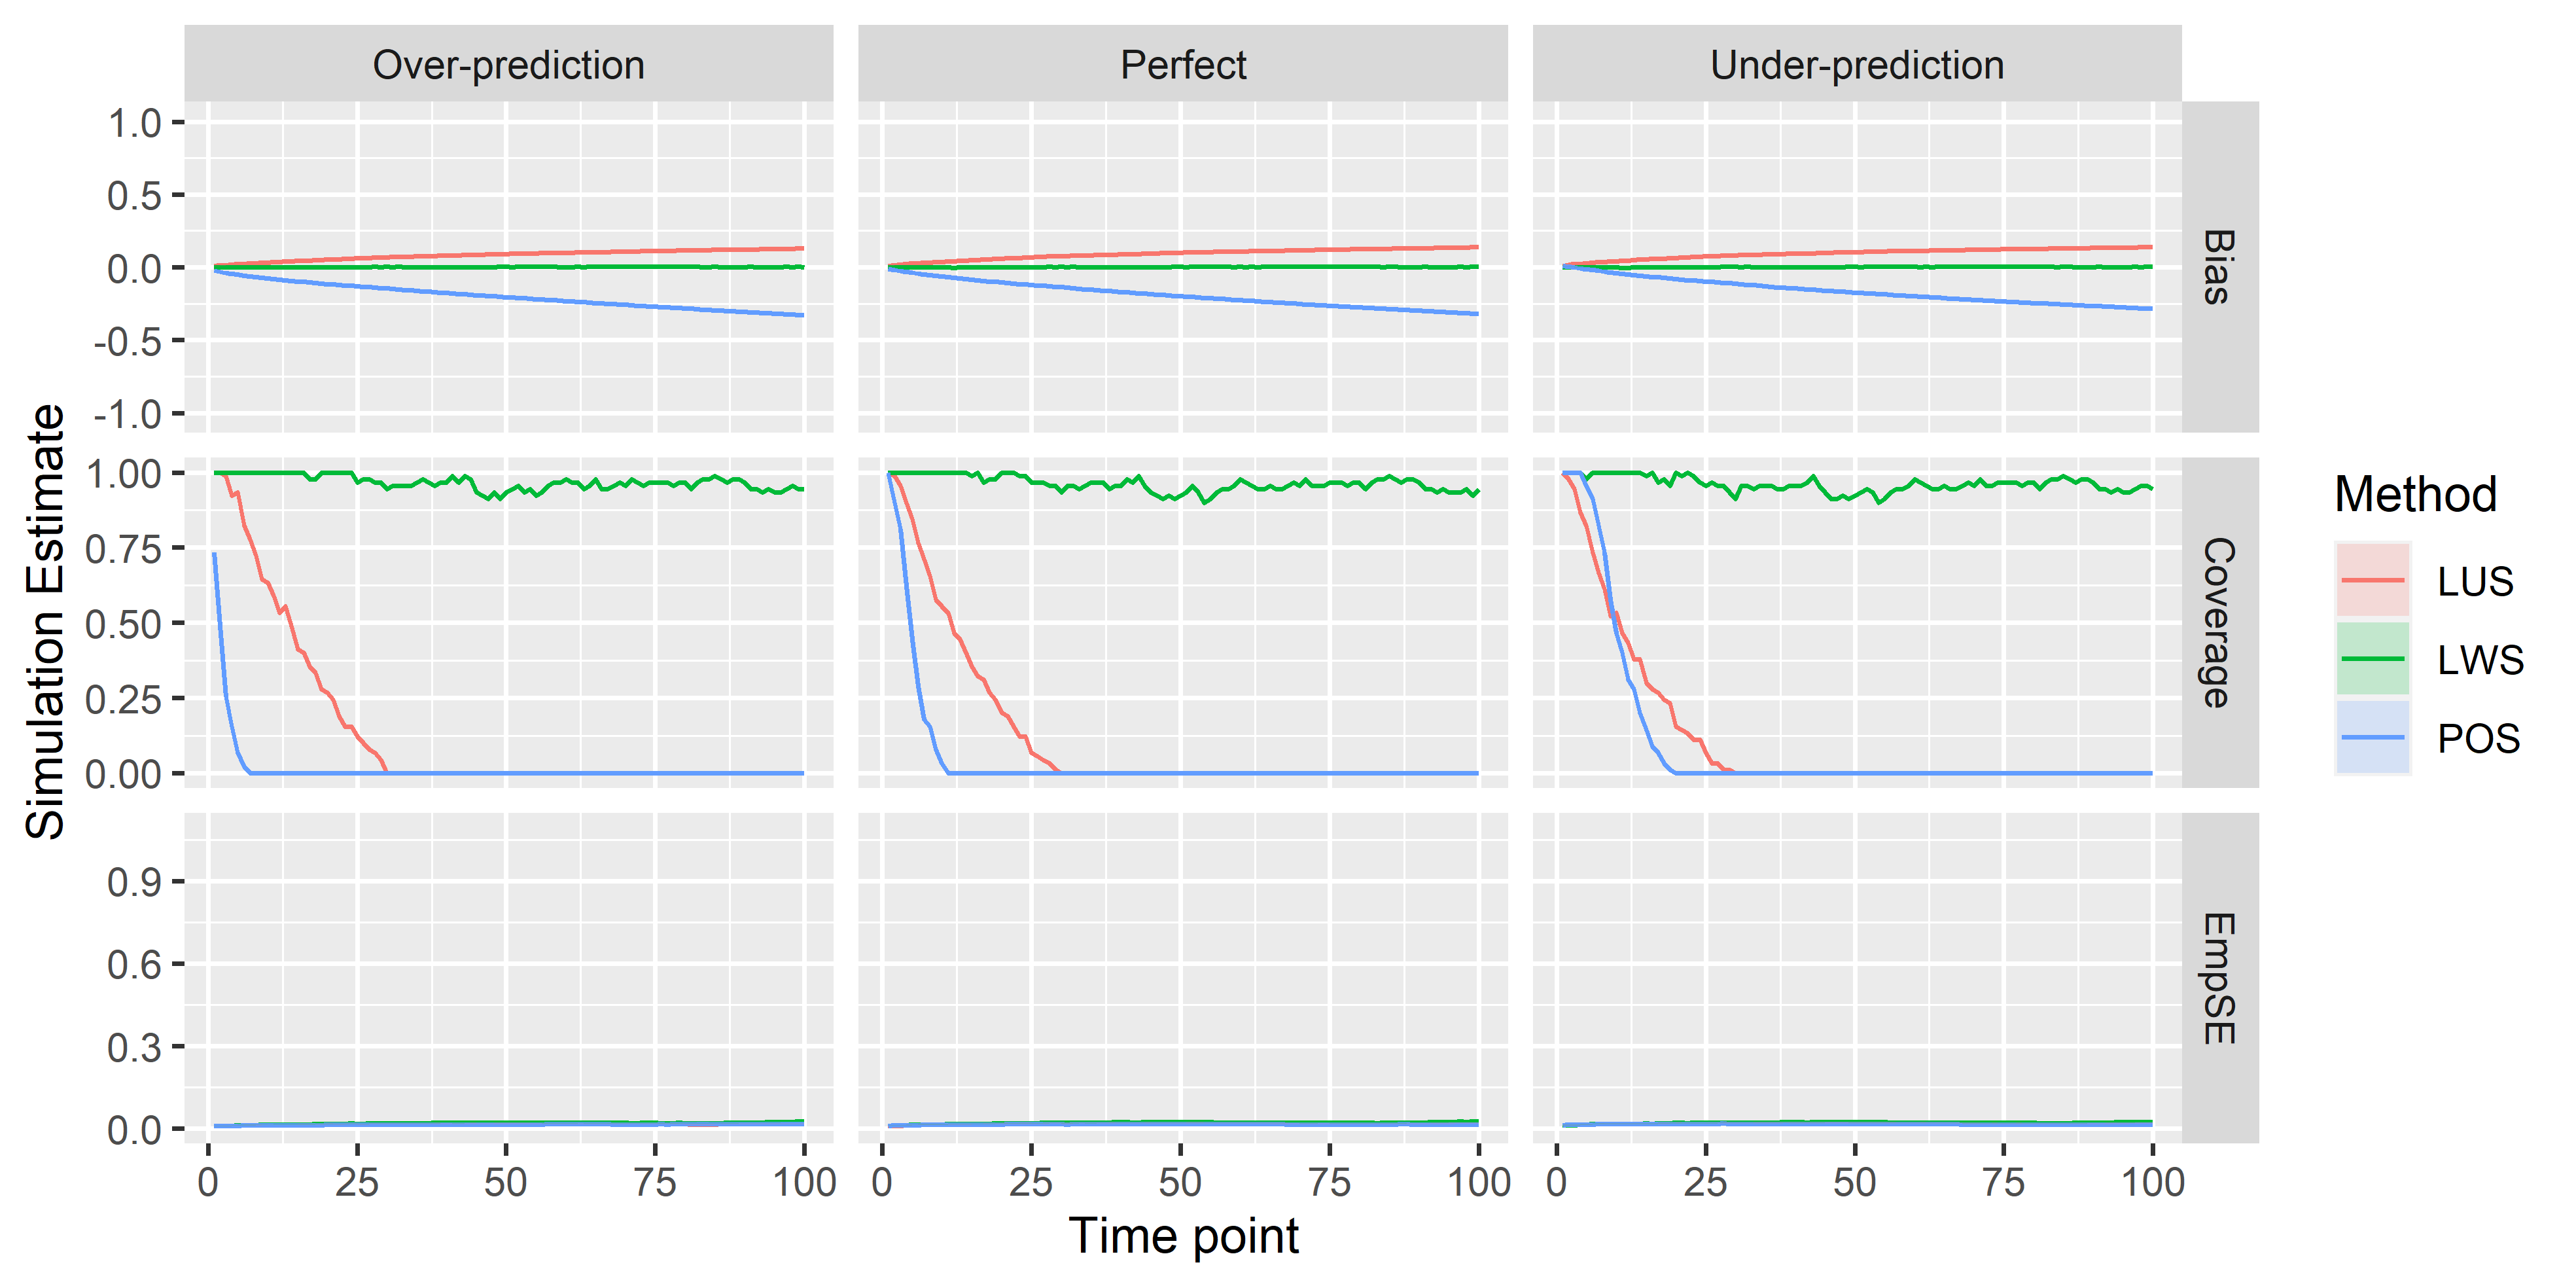 Over-prediction
Perfect
Under-prediction
1.0
0.5
0.0
-0.5
-1.0
Bias
1.00
0.75
0.50
0.25
0.00
Coverage
0.9
0.6
0.3
0.0
EmpSE
0 25 50 75 100
0 25 50 75 100
0 25 50 75 100
Time point
Simulation Estimate
Method
LUS
LWS
POS